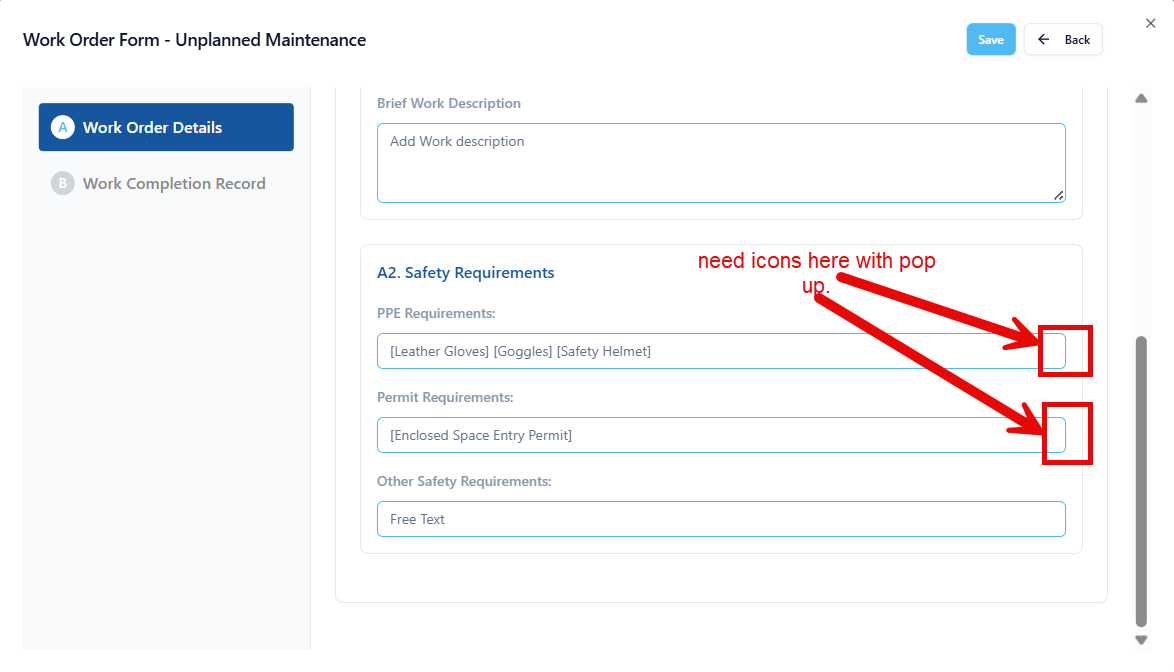 Work Order Form - Unplanned Maintenance
Save
Back
A
Work Order Details
B
Work Completion Record
Brief Work Description
Add Work description
A2. Safety Requirements
need icons here with pop
up.
PPE Requirements:
[Leather Gloves] [Goggles] [Safety Helmet]
Permit Requirements:
[Enclosed Space Entry Permit]
Other Safety Requirements:
Free Text